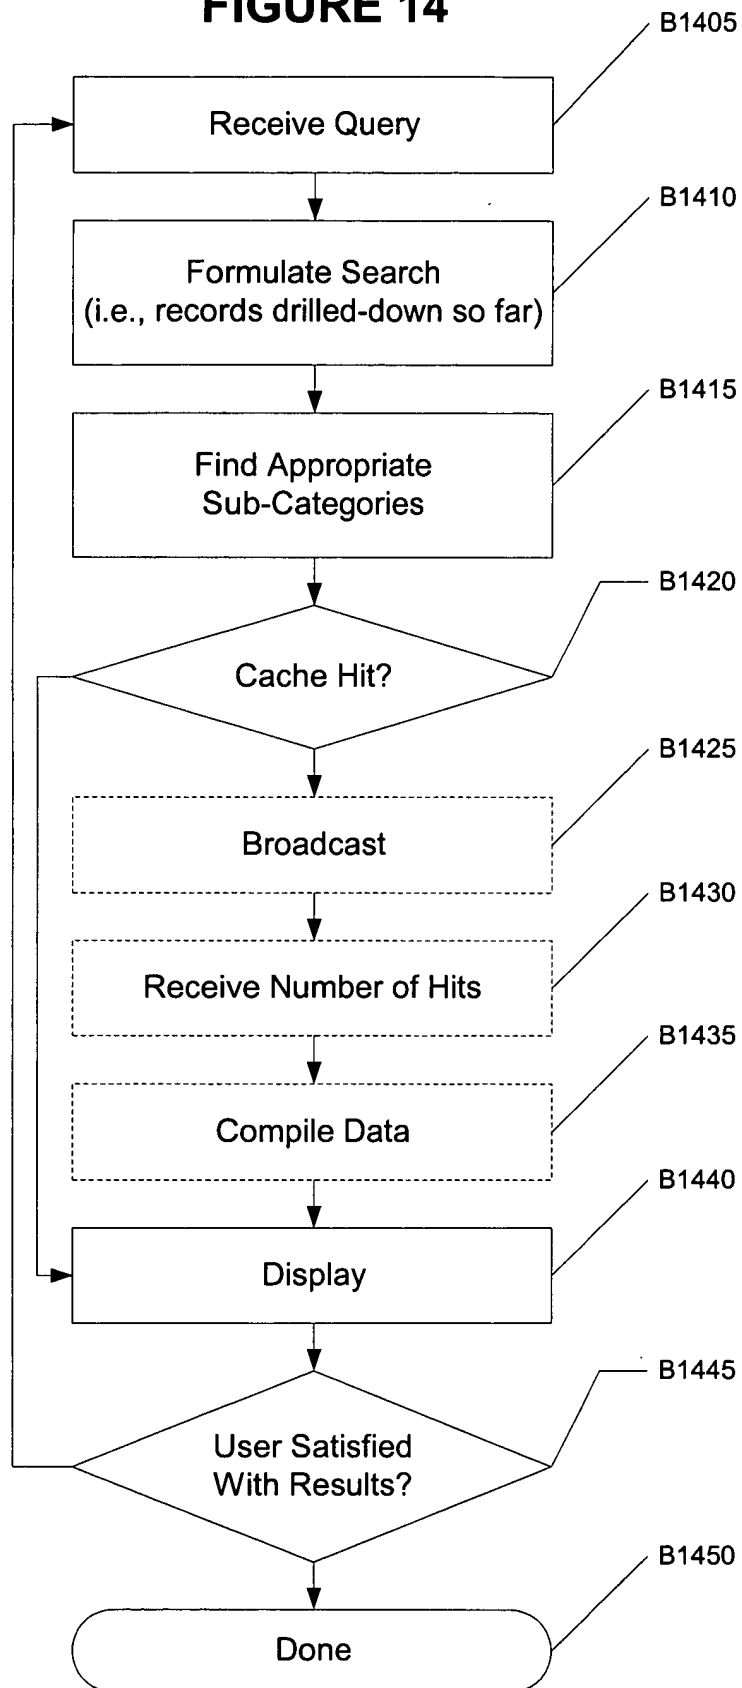 FIGURE 14
B1405
Receive Query
B1410
Formulate Search
(i.e., records drilled-down so far)
B1415
Find Appropriate
Sub-Categories
B1420
Cache Hit?
B1425
Broadcast
B1430
Receive Number of Hits
B1435
Compile Data
B1440
Display
B1445
User Satisfied
With Results?
B1450
Done